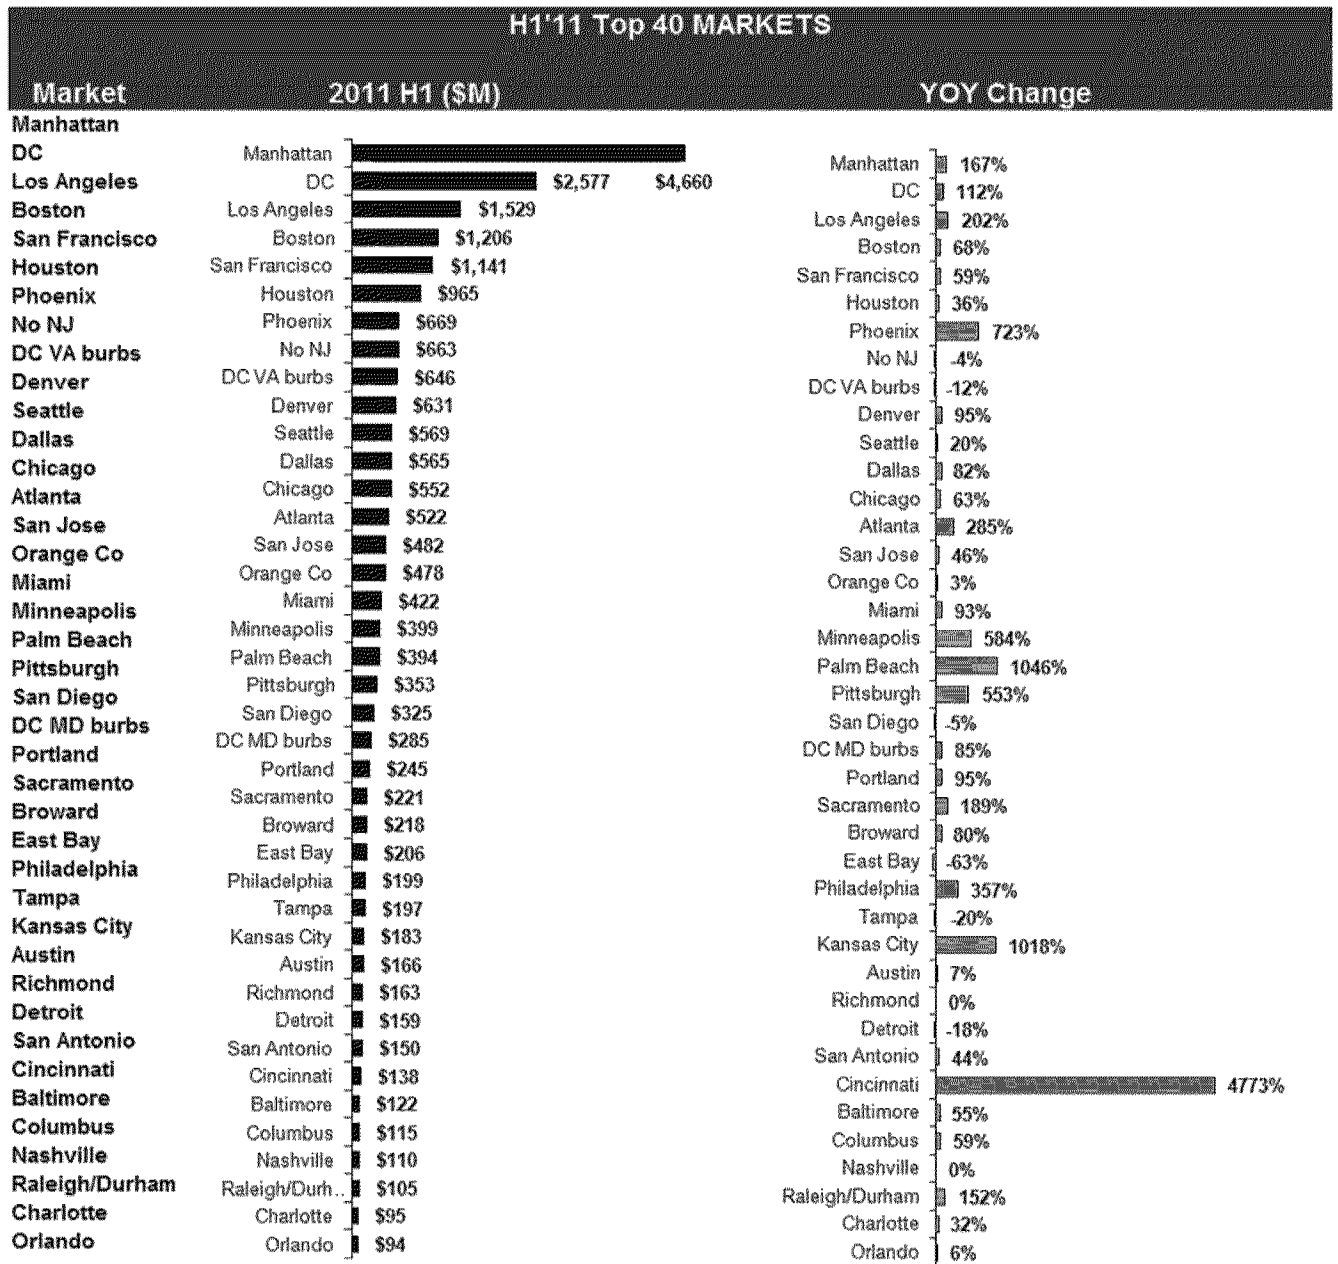 H1'11 Top 40 MARKETS
Market 2011 H1 ($M) YOY Change
Manhattan
DC
Los Angeles
Boston
San Francisco
Houston
Phoenix
No NJ
DC VA burbs
Denver
Seattle
Dallas
Chicago
Atlanta
San Jose
Orange Co
Miami
Minneapolis
Palm Beach
Pittsburgh
San Diego
DC MD burbs
Portland
Sacramento
Broward
East Bay
Philadelphia
Tampa
Kansas City
Austin
Richmond
Detroit
San Antonio
Cincinnati
Baltimore
Columbus
Nashville
Raleigh/Durham
Charlotte
Orlando
Manhattan
DC $2,577 $4,660
Los Angeles $1,529
Boston $1,206
San Francisco $1,141
Houston $965
Phoenix $669
No NJ $663
DC VA burbs $646
Denver $631
Seattle $569
Dallas $565
Chicago $552
Atlanta $522
San Jose $482
Orange Co $478
Miami $422
Minneapolis $399
Palm Beach $394
Pittsburgh $353
San Diego $325
DC MD burbs $285
Portland $245
Sacramento $221
Broward $218
East Bay $206
Philadelphia $199
Tampa $197
Kansas City $183
Austin $166
Richmond $163
Detroit $159
San Antonio $150
Cincinnati $138
Baltimore $122
Columbus $115
Nashville $110
Raleigh/Durh.. $105
Charlotte $95
Orlando $94
Manhattan 167%
DC 112%
Los Angeles 202%
Boston 68%
San Francisco 59%
Houston 36%
Phoenix 723%
No NJ -4%
DC VA burbs -12%
Denver 95%
Seattle 20%
Dallas 82%
Chicago 63%
Atlanta 285%
San Jose 46%
Orange Co 3%
Miami 93%
Minneapolis 584%
Palm Beach 1046%
Pittsburgh 553%
San Diego -5%
DC MD burbs 85%
Portland 95%
Sacramento 189%
Broward 80%
East Bay -63%
Philadelphia 357%
Tampa -20%
Kansas City 1018%
Austin 7%
Richmond 0%
Detroit -18%
San Antonio 44%
Cincinnati 4773%
Baltimore 55%
Columbus 59%
Nashville 0%
Raleigh/Durham 152%
Charlotte 32%
Orlando 6%